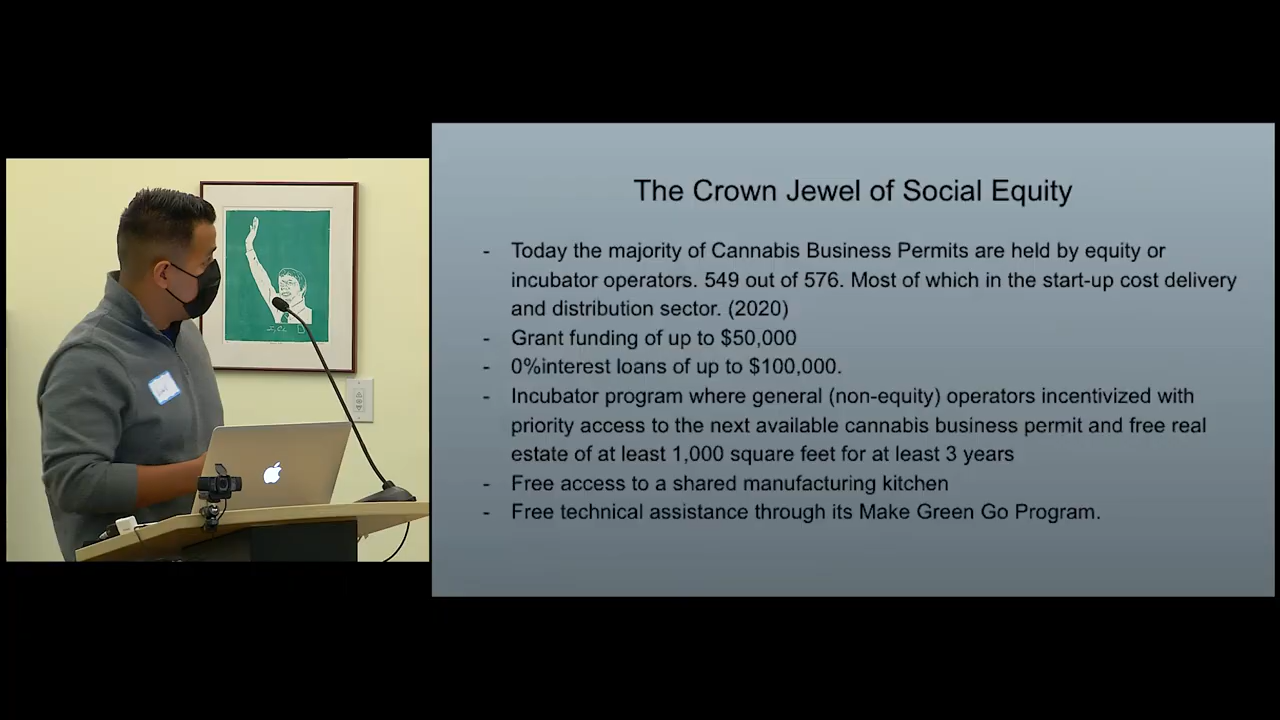 The Crown Jewel of Social Equity
- Today the majority of Cannabis Business Permits are held by equity or
incubator operators. 549 out of 576. Most of which in the start-up cost delivery
and distribution sector. (2020)
- Grant funding of up to $50,000
- 0%interest loans of up to $100,000.
- Incubator program where general (non-equity) operators incentivized with
priority access to the next available cannabis business permit and free real
estate of at least 1,000 square feet for at least 3 years
- Free access to a shared manufacturing kitchen
- Free technical assistance through its Make Green Go Program.